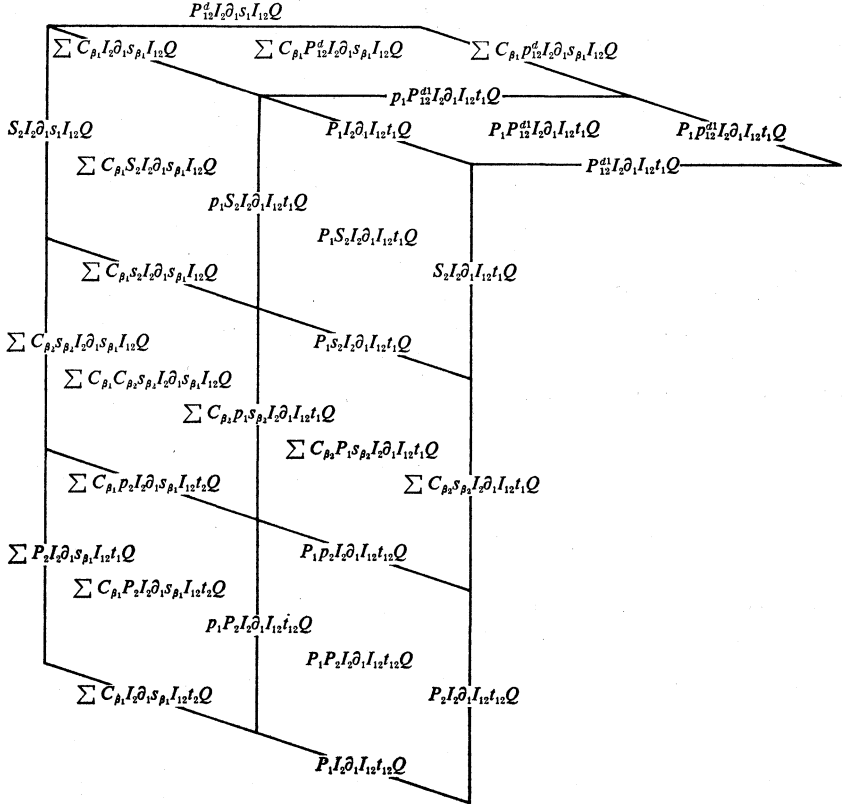 P^d_{12}I_2∂_1s_1I_{12}Q
∑ C_{β_1}I_2∂_1s_{β_1}I_{12}Q
∑ C_{β_1}P^d_{12}I_2∂_1s_{β_1}I_{12}Q
∑ C_{β_1}p^d_{12}I_2∂_1s_{β_1}I_{12}Q
p_1P^{d1}_{12}I_2∂_1I_{12}t_1Q
S_2I_2∂_1s_1I_{12}Q
P_1I_2∂_1I_{12}t_1Q
P_1P^{d1}_{12}I_2∂_1I_{12}t_1Q
P_1p^{d1}_{12}I_2∂_1I_{12}t_1Q
∑ C_{β_1}S_2I_2∂_1s_{β_1}I_{12}Q
P^{d1}_{12}I_2∂_1I_{12}t_1Q
p_1S_2I_2∂_1I_{12}t_1Q
P_1S_2I_2∂_1I_{12}t_1Q
∑ C_{β_1}s_2I_2∂_1s_{β_1}I_{12}Q
S_2I_2∂_1I_{12}t_1Q
∑ C_{β_2}s_{β_2}I_2∂_1s_{β_1}I_{12}Q
P_1s_2I_2∂_1I_{12}t_1Q
∑ C_{β_1}C_{β_2}s_{β_2}I_2∂_1s_{β_1}I_{12}Q
∑ C_{β_2}p_1s_{β_2}I_2∂_1I_{12}t_1Q
∑ C_{β_2}P_1s_{β_2}I_2∂_1I_{12}t_1Q
∑ C_{β_1}p_2I_2∂_1s_{β_1}I_{12}t_2Q
∑ C_{β_2}s_{β_2}I_2∂_1I_{12}t_1Q
∑ P_2I_2∂_1s_{β_1}I_{12}t_1Q
P_1p_2I_2∂_1I_{12}t_{12}Q
∑ C_{β_1}P_2I_2∂_1s_{β_1}I_{12}t_2Q
p_1P_2I_2∂_1I_{12}t_{12}Q
P_1P_2I_2∂_1I_{12}t_{12}Q
∑ C_{β_1}I_2∂_1s_{β_1}I_{12}t_2Q
P_2I_2∂_1I_{12}t_{12}Q
P_1I_2∂_1I_{12}t_{12}Q